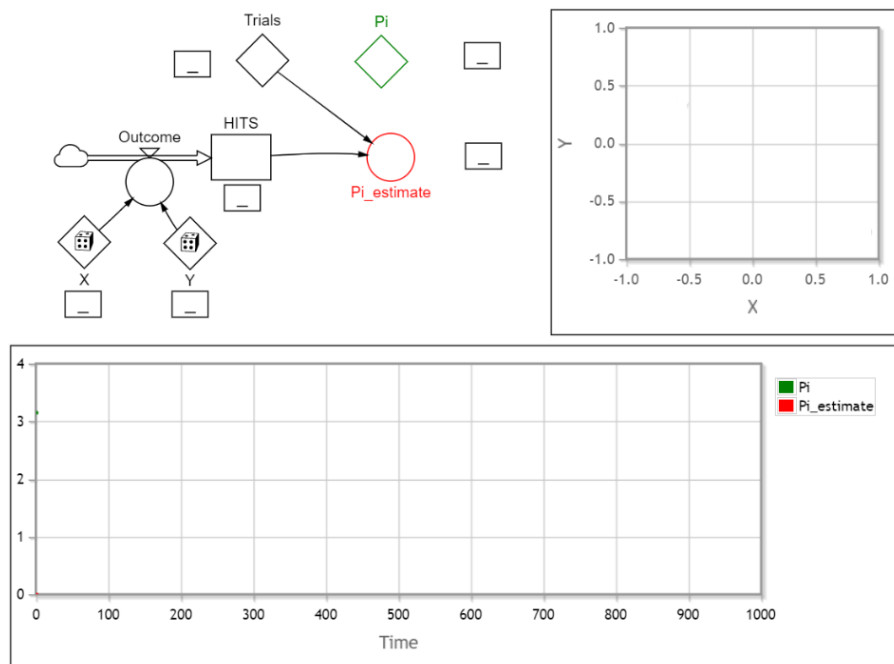 Trials
Pi
_
_
Outcome
HITS
_
Pi_estimate
_
X
Y
_
_
1.0
0.5
0.0
-0.5
-1.0
Y
-1.0
-0.5
0.0
0.5
1.0
X
4
3
2
1
0
0
100
200
300
400
500
600
700
800
900
1000
Time
Pi
Pi_estimate